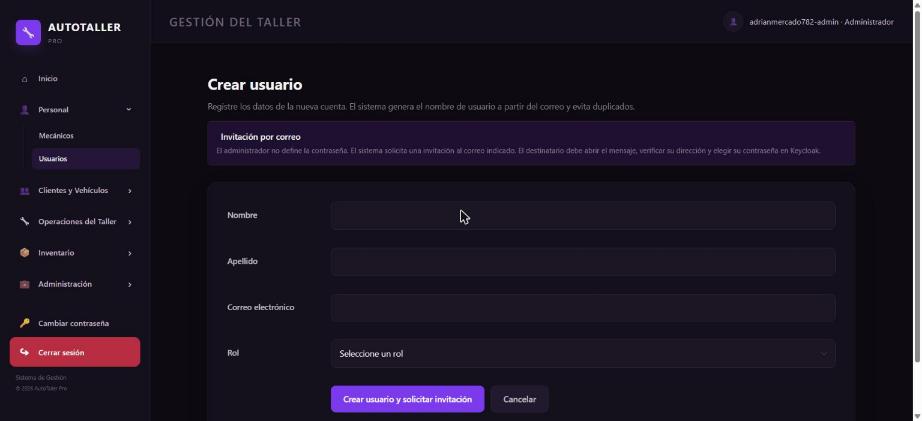 AUTOTALLER
PRO
Inicio
Personal
Mecánicos
Usuarios
Clientes y Vehículos
Operaciones del Taller
Inventario
Administración
Cambiar contraseña
Cerrar sesión
Sistema de Gestión
© 2026 AutoTaller Pro
GESTIÓN DEL TALLER
adrianmercado782-admin · Administrador
Crear usuario
Registre los datos de la nueva cuenta. El sistema genera el nombre de usuario a partir del correo y evita duplicados.
Invitación por correo
El administrador no define la contraseña. El sistema solicita una invitación al correo indicado. El destinatario debe abrir el mensaje, verificar su dirección y elegir su contraseña en Keycloak.
Nombre
Apellido
Correo electrónico
Rol
Seleccione un rol
Crear usuario y solicitar invitación
Cancelar